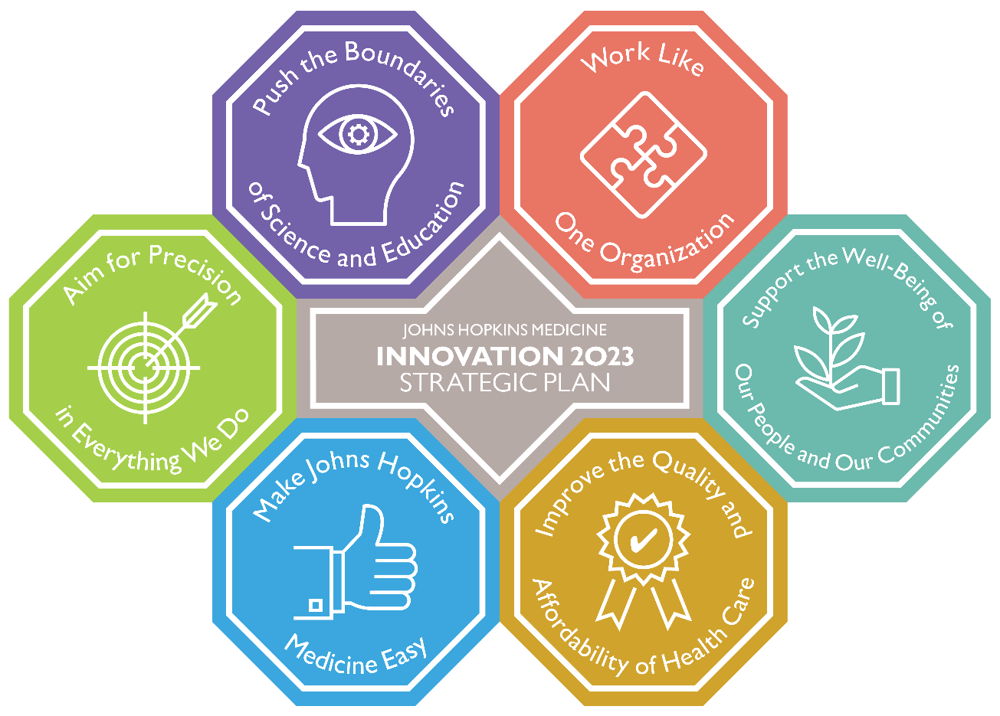 Push the Boundaries
of Science and Education
Work Like
One Organization
Aim for Precision
in Everything We Do
JOHNS HOPKINS MEDICINE
INNOVATION 2023
STRATEGIC PLAN
Support the Well-Being of
Our People and Our Communities
Make Johns Hopkins
Medicine Easy
Improve the Quality and
Affordability of Health Care